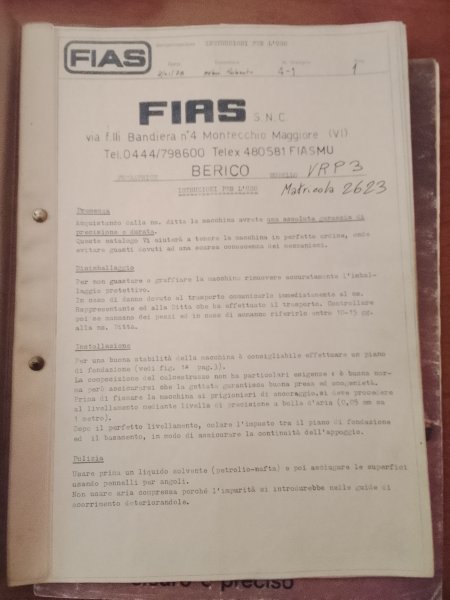 FIAS
ISTRUZIONI PER L'USO
4-1
1
FIAS S.N.C
via f.lli Bandiera n°4 Montecchio Maggiore (VI)
Tel. 0444/798600 Telex 480581 FIASMU
FRESATRICE BERICO MODELLO VRP3
ISTRUZIONI PER L'USO Matricola 2623
Premessa
Acquistando dalla ns. ditta la macchina avrete una assoluta garanzia di
precisione e durata.
Questo catalogo Vi aiuterà a tenere la macchina in perfetto ordine, onde
evitare guasti dovuti ad una scarsa conoscenza dei meccanismi.
Disimballaggio
Per non guastare o graffiare la macchina rimuovere accuratamente l'imbal-
laggio protettivo.
In caso di danno dovuto al trasporto comunicarlo immediatamente al ns.
Rappresentante ed alla Ditta che ha effettuato il trasporto. Controllare
poi se mancano dei pezzi ed in caso di ammanco riferirlo entro 10-15 gg.
alla ns. Ditta.
Installazione
Per una buona stabilità della macchina è consigliabile effettuare un piano
di fondazione (vedi fig. 1ª pag.3).
La composizione del calcestruzzo non ha particolari esigenze : è buona nor-
ma però assicurarsi che la gettata garantisca buona presa ed omogeneità.
Prima di fissare la macchina ai prigionieri di ancoraggio, si deve procedere
al livellamento mediante livella di precisione a bolla d'aria (0,05 mm su
1 metro).
Dopo il perfetto livellamento, colare l'impasto tra il piano di fondazione
ed il basamento, in modo di assicurare la continuità dell'appoggio.
Pulizia
Usare prima un liquido solvente (petrolio-nafta) e poi asciugare le superfici
usando pennelli per angoli.
Non usare aria compressa perché l'impurità si introdurrebbe nelle guide di
scorrimento deteriorandole.
sicuro e preciso